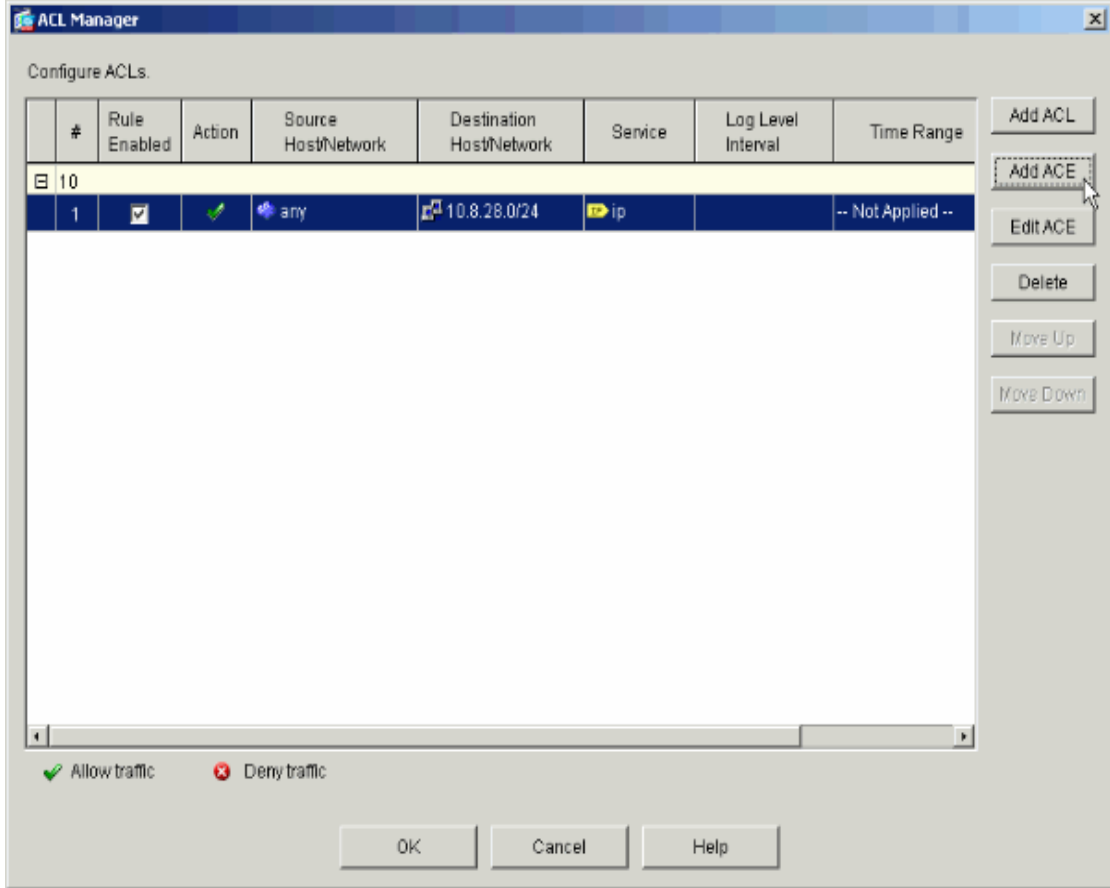 ACL Manager
Configure ACLs.
# Rule Enabled Action Source Host/Network Destination Host/Network Service Log Level Interval Time Range
10
1 any 10.8.28.0/24 IP ip -- Not Applied --
Add ACL
Add ACE
Edit ACE
Delete
Move Up
Move Down
Allow traffic Deny traffic
OK Cancel Help